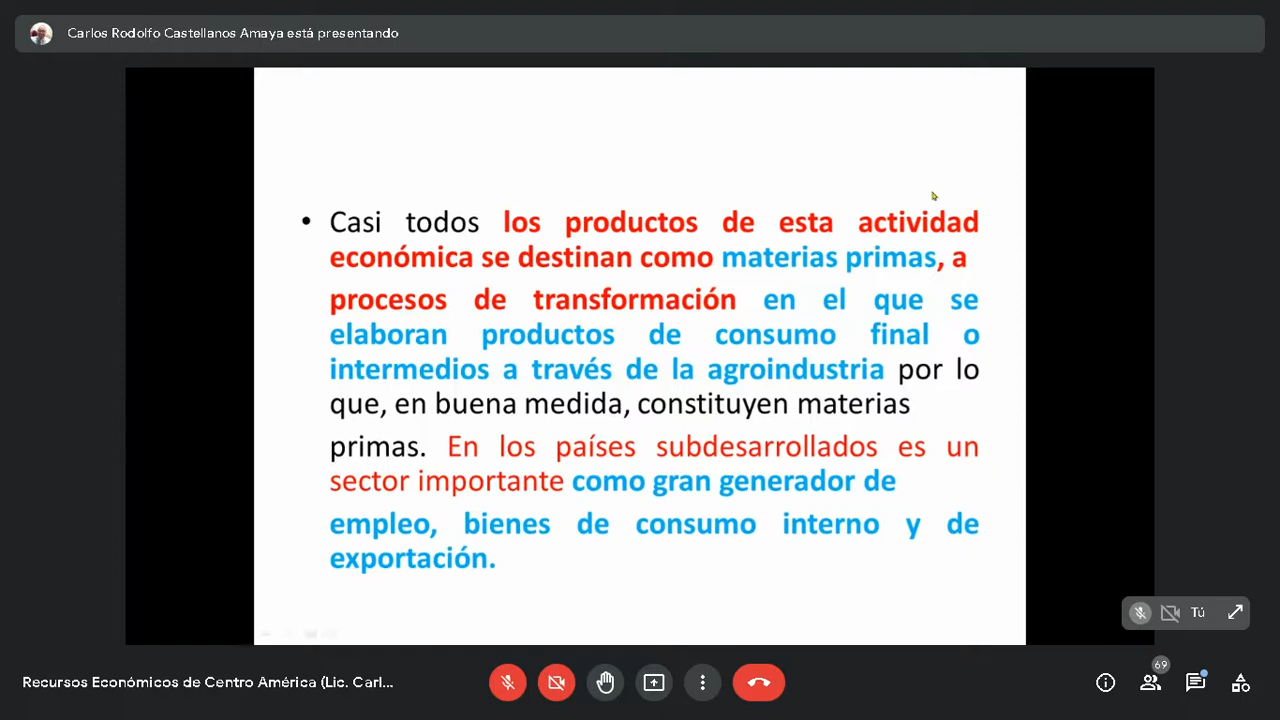 Carlos Rodolfo Castellanos Amaya está presentando
• Casi todos los productos de esta actividad
económica se destinan como materias primas, a
procesos de transformación en el que se
elaboran productos de consumo final o
intermedios a través de la agroindustria por lo
que, en buena medida, constituyen materias
primas. En los países subdesarrollados es un
sector importante como gran generador de
empleo, bienes de consumo interno y de
exportación.
Tú
69
Recursos Económicos de Centro América (Lic. Carl...